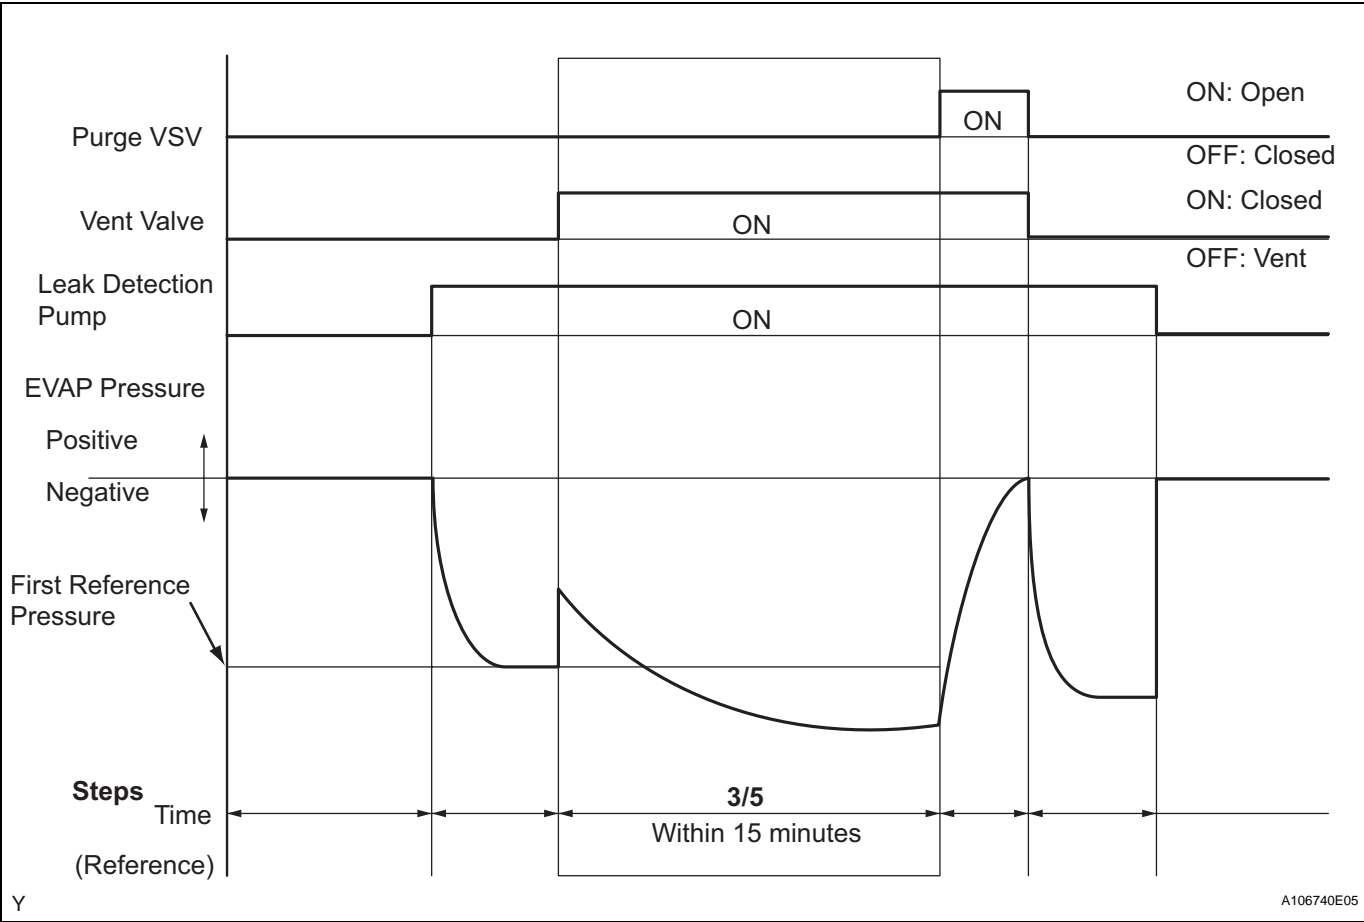 ON: Open
Purge VSV
ON
OFF: Closed
Vent Valve
ON
ON: Closed
OFF: Vent
Leak Detection
Pump
ON
EVAP Pressure
Positive
Negative
First Reference
Pressure
Steps
3/5
Time
Within 15 minutes
(Reference)
Y
A106740E05